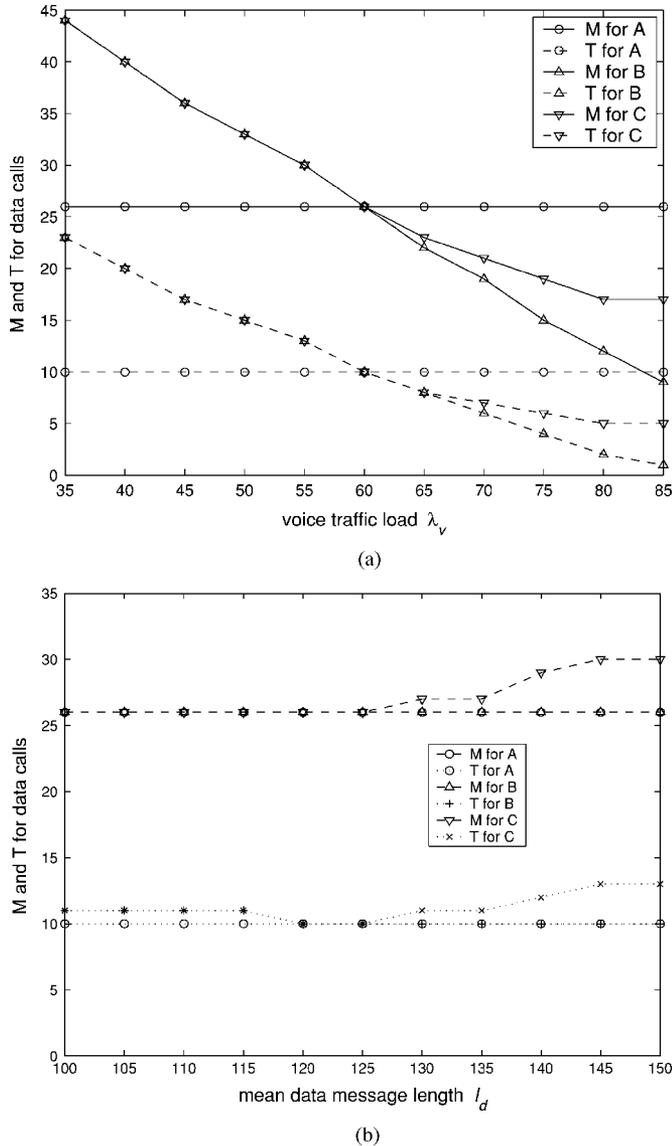 45
40
35
30
25
20
15
10
5
0
M and T for data calls
M for A
T for A
M for B
T for B
M for C
T for C
35 40 45 50 55 60 65 70 75 80 85
voice traffic load λv
(a)
35
30
25
20
15
10
5
0
M and T for data calls
M for A
T for A
M for B
T for B
M for C
T for C
100 105 110 115 120 125 130 135 140 145 150
mean data message length ld
(b)